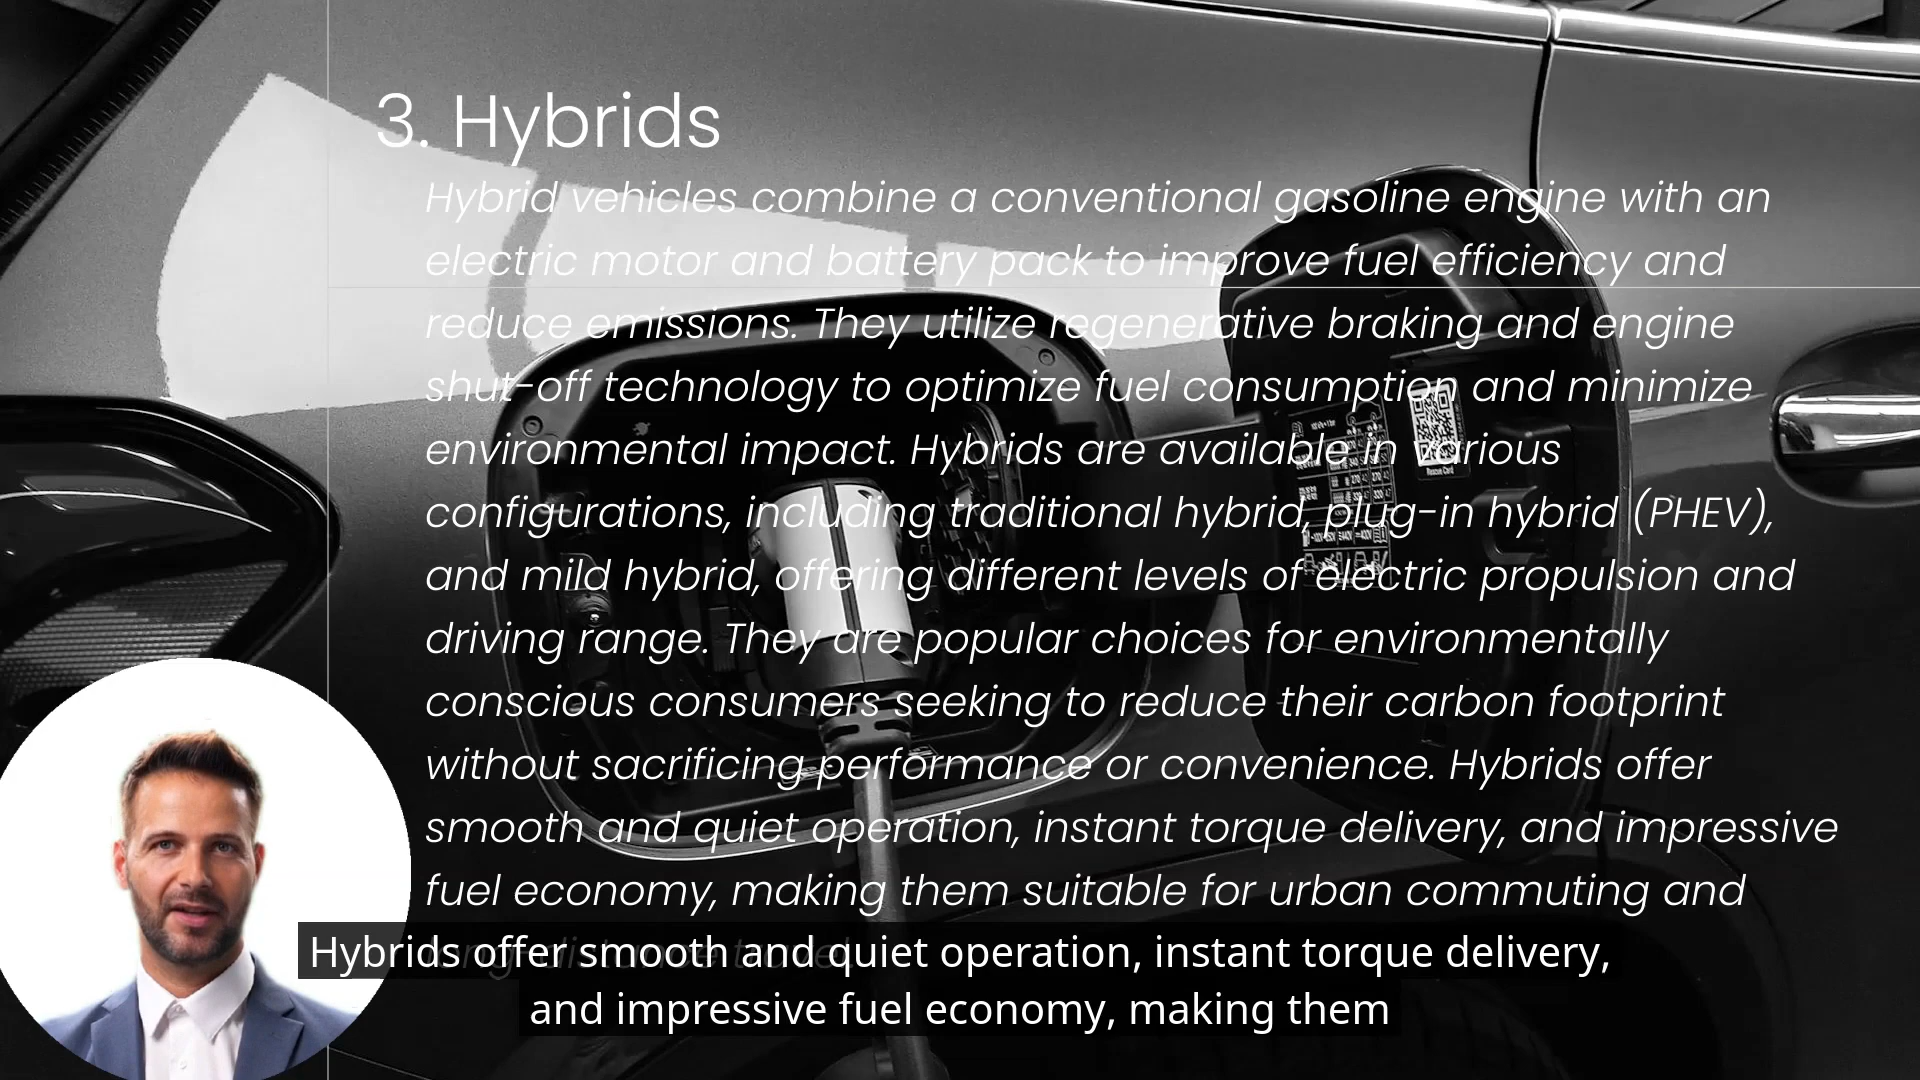 3. Hybrids
Hybrid vehicles combine a conventional gasoline engine with an
electric motor and battery pack to improve fuel efficiency and
reduce emissions. They utilize regenerative braking and engine
shut-off technology to optimize fuel consumption and minimize
environmental impact. Hybrids are available in various
configurations, including traditional hybrid, plug-in hybrid (PHEV),
and mild hybrid, offering different levels of electric propulsion and
driving range. They are popular choices for environmentally
conscious consumers seeking to reduce their carbon footprint
without sacrificing performance or convenience. Hybrids offer
smooth and quiet operation, instant torque delivery, and impressive
fuel economy, making them suitable for urban commuting and
long-distance travel.
Rescue Card
Hybrids offer smooth and quiet operation, instant torque delivery,
and impressive fuel economy, making them